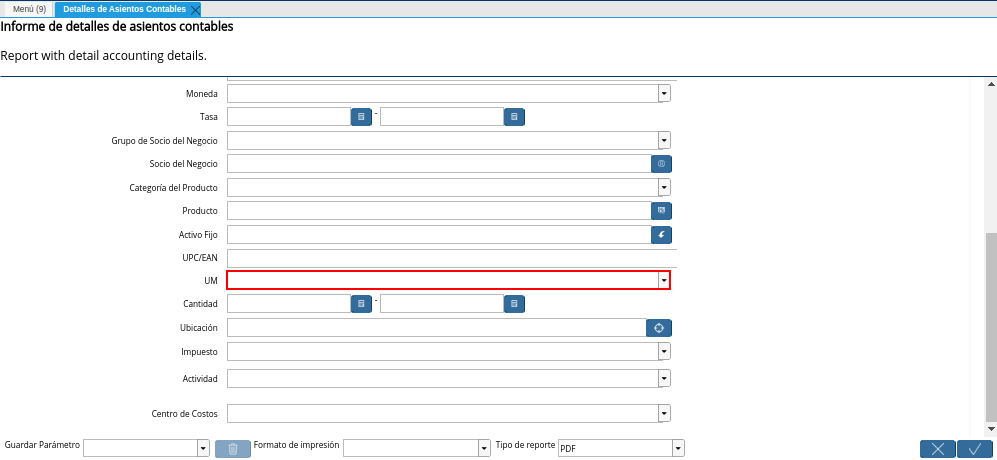 Menú (9) Detalles de Asientos Contables
Informe de detalles de asientos contables
Report with detail accounting details.
Moneda
Tasa -
Grupo de Socio del Negocio
Socio del Negocio
Categoría del Producto
Producto
Activo Fijo
UPC/EAN
UM
Cantidad -
Ubicación
Impuesto
Actividad
Centro de Costos
Guardar Parámetro Formato de impresión Tipo de reporte PDF